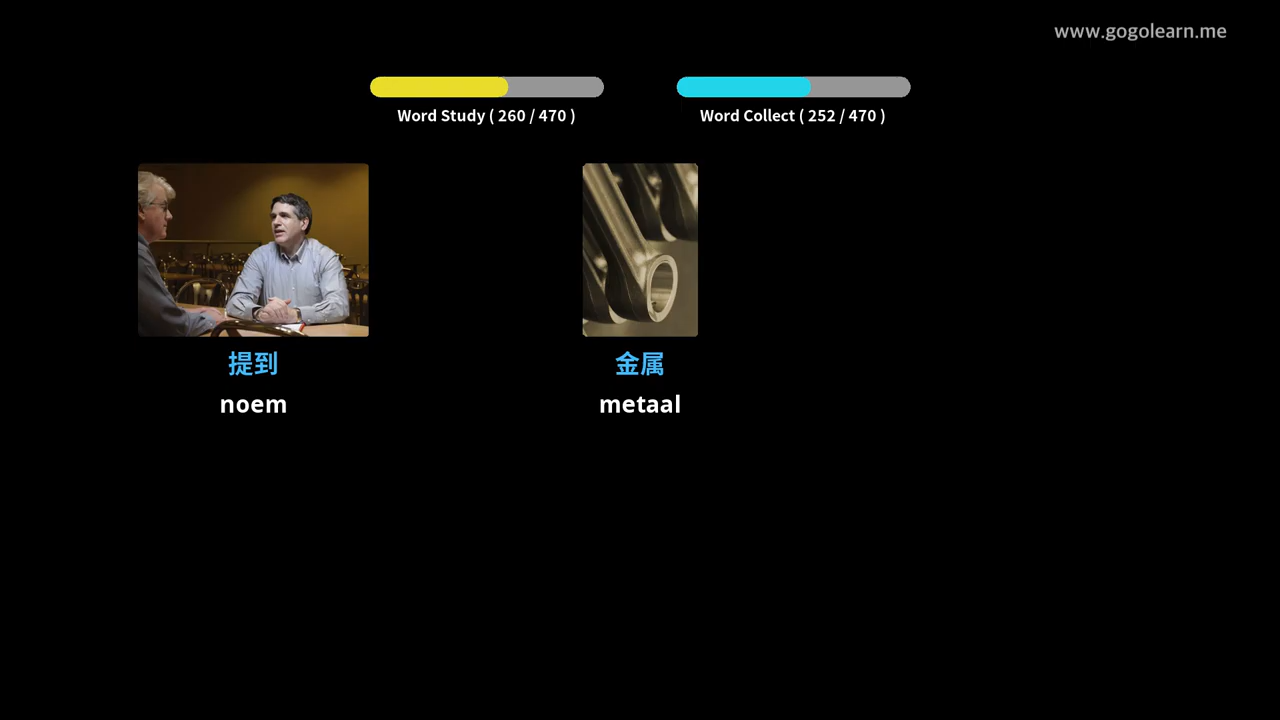 www.gogolearn.me
Word Study ( 260 / 470 )
Word Collect ( 252 / 470 )
提到
noem
金属
metaal